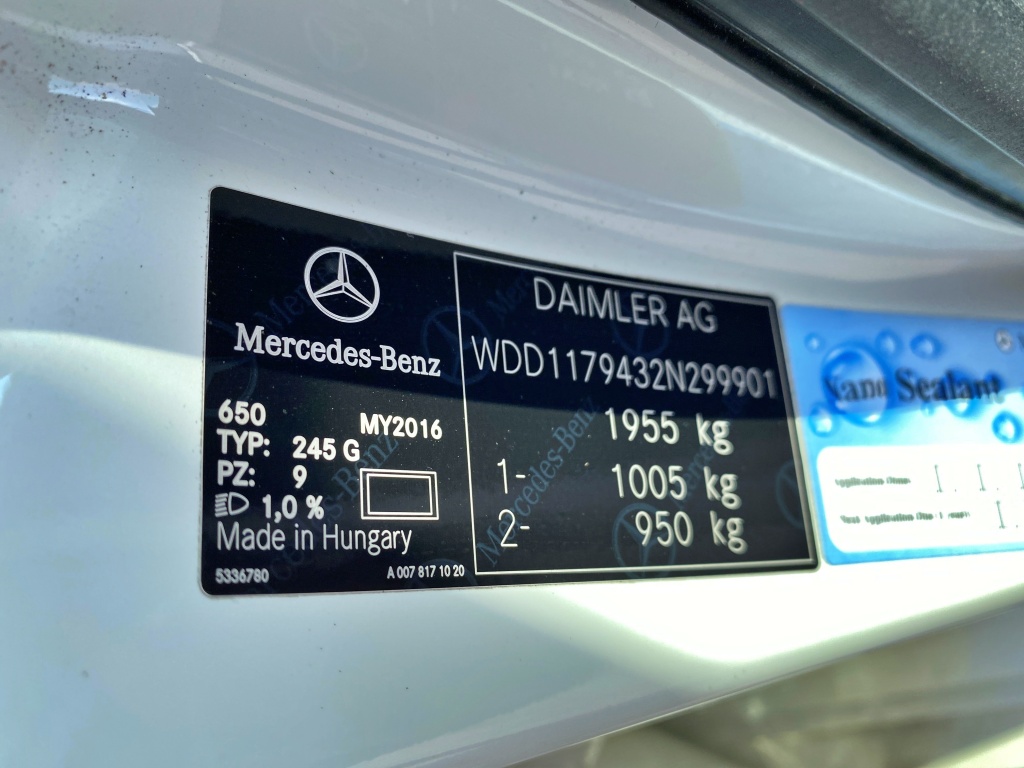 Mercedes-Benz
650
MY2016
TYP: 245 G
PZ: 9
1,0 %
Made in Hungary
5336780
A 007 817 10 20
DAIMLER AG
WDD1179432N299901
1955 kg
1- 1005 kg
2- 950 kg
Nano Sealant